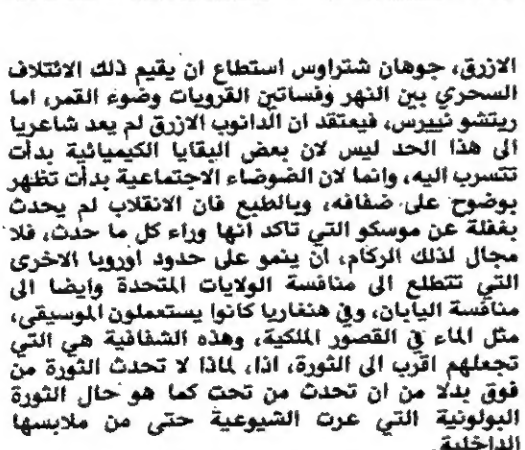 الازرق، جوهان شتراوس استطاع ان يقيم ذلك الائتلاف
السحري بين النهر وفساتين القرويات وضوء القمر، اما
ريتشو نييرس، فيعتقد ان الدانوب الازرق لم يعد شاعريا
الى هذا الحد ليس لان بعض البقايا الكيميائية بدأت
تتسرب اليه، وانما لان الضوضاء الاجتماعية بدأت تظهر
بوضوح على ضفافه، وبالطبع فان الانقلاب لم يحدث
بغفلة عن موسكو التي تاكد انها وراء كل ما حدث، فلا
مجال لذلك الركام، ان ينمو على حدود اوروبا الاخرى
التي تتطلع الى منافسة الولايات المتحدة وايضا الى
منافسة اليابان، وفي هنغاريا كانوا يستعملون الموسيقى،
مثل الماء في القصور الملكية، وهذه الشفافية هي التي
تجعلهم اقرب الى الثورة، اذا، لماذا لا تحدث الثورة من
فوق بدلا من ان تحدث من تحت كما هو حال الثورة
البولونية التي عرت الشيوعية حتى من ملابسها
الداخلية.